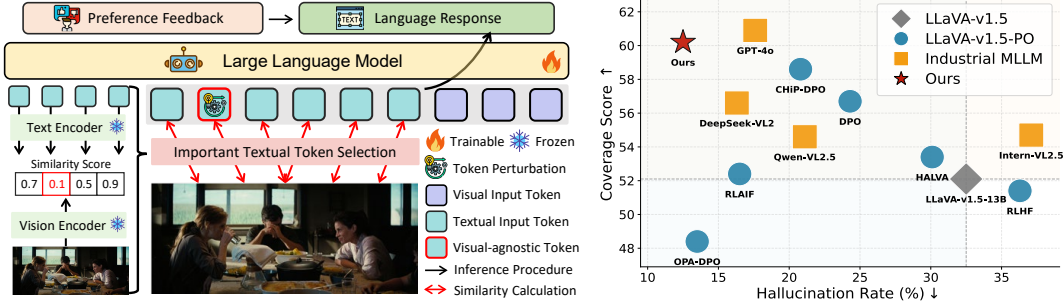 Preference Feedback
Language Response
TEXT
Large Language Model
Text Encoder
Similarity Score
0.7 0.1 0.5 0.9
Vision Encoder
Important Textual Token Selection
Trainable Frozen
Token Perturbation
Visual Input Token
Textual Input Token
Visual-agnostic Token
Inference Procedure
Similarity Calculation
Coverage Score ↑
62
60
58
56
54
52
50
48
10 15 20 25 30 35
Hallucination Rate (%) ↓
LLaVA-v1.5
LLaVA-v1.5-PO
Industrial MLLM
Ours
Ours
GPT-4o
CHiP-DPO
DeepSeek-VL2
DPO
Qwen-VL2.5
Intern-VL2.5
HALVA
RLAIF
LLaVA-v1.5-13B
RLHF
OPA-DPO